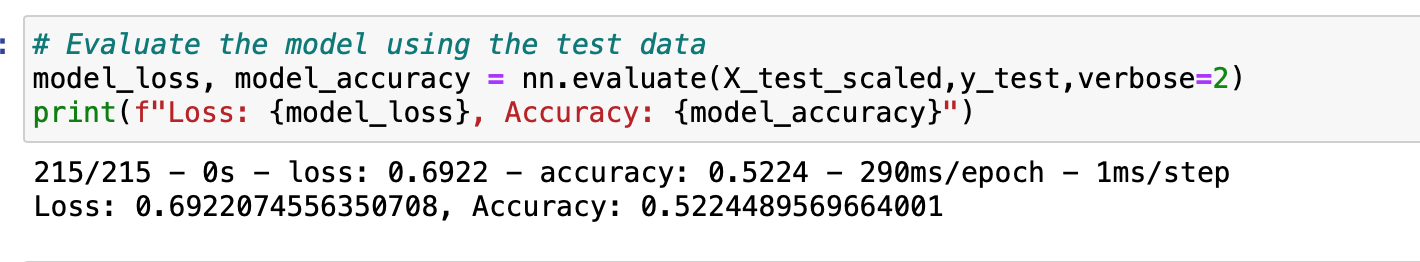 :
# Evaluate the model using the test data
model_loss, model_accuracy = nn.evaluate(X_test_scaled,y_test,verbose=2)
print(f"Loss: {model_loss}, Accuracy: {model_accuracy}")
215/215 - 0s - loss: 0.6922 - accuracy: 0.5224 - 290ms/epoch - 1ms/step
Loss: 0.6922074556350708, Accuracy: 0.5224489569664001